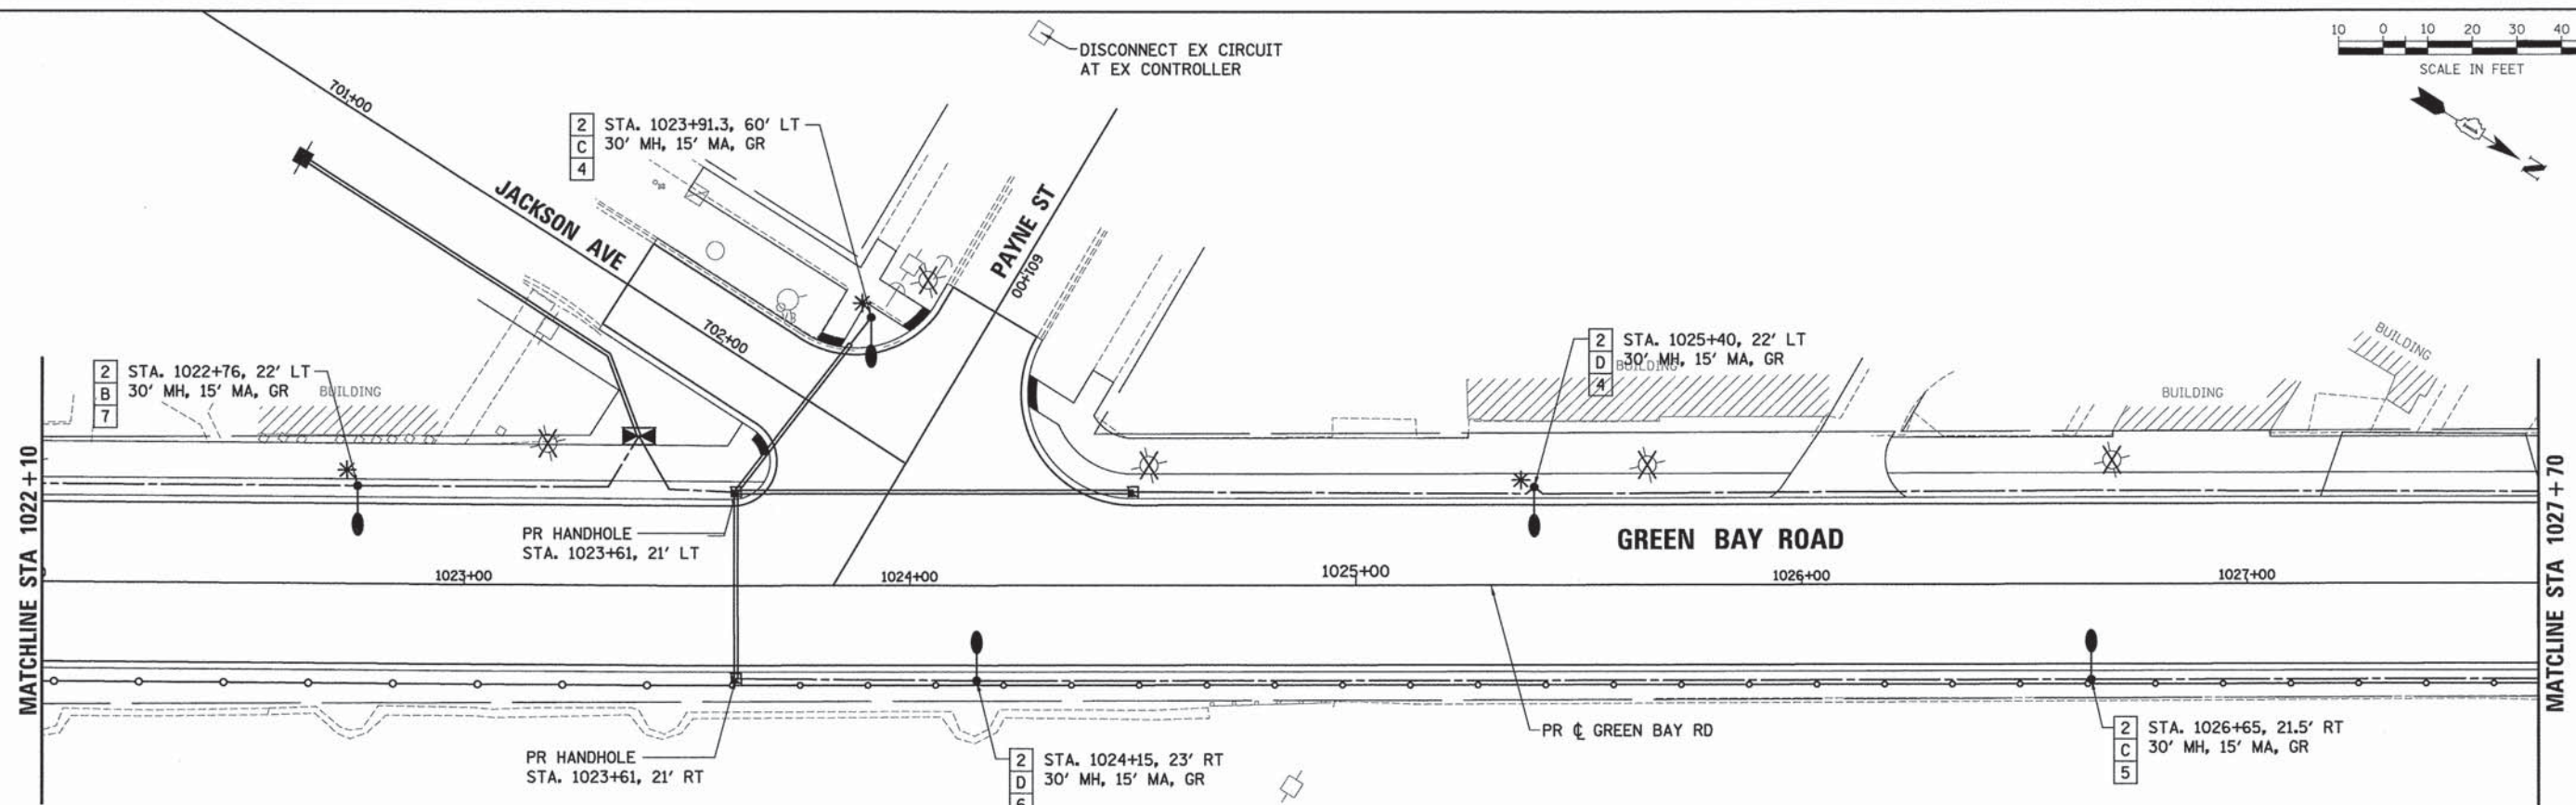 DISCONNECT EX CIRCUIT
AT EX CONTROLLER
10 0 10 20 30 40
SCALE IN FEET
N
701+00
2 STA. 1023+91.3, 60' LT
C 30' MH, 15' MA, GR
4
JACKSON AVE
PAYNE ST
601+00
702+00
2 STA. 1022+76, 22' LT
B 30' MH, 15' MA, GR
7
BUILDING
2 STA. 1025+40, 22' LT
D 30' MH, 15' MA, GR
4
BUILDING
BUILDING
BUILDING
MATCHLINE STA 1022+10
PR HANDHOLE
STA. 1023+61, 21' LT
GREEN BAY ROAD
1023+00
1024+00
1025+00
1026+00
1027+00
MATCLINE STA 1027+70
PR ℄ GREEN BAY RD
PR HANDHOLE
STA. 1023+61, 21' RT
2 STA. 1024+15, 23' RT
D 30' MH, 15' MA, GR
6
2 STA. 1026+65, 21.5' RT
C 30' MH, 15' MA, GR
5